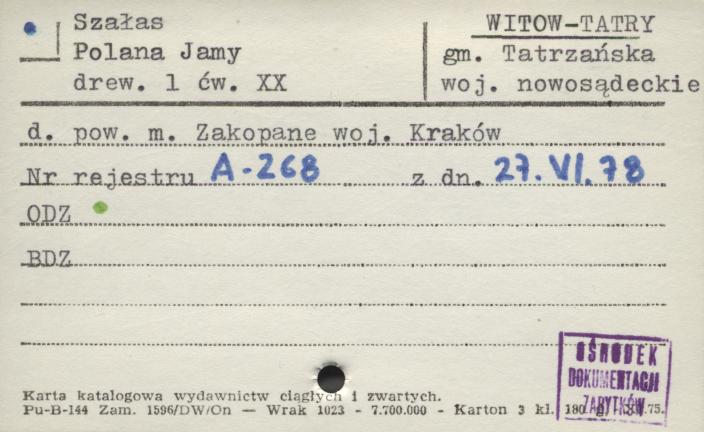 Szałas
Polana Jamy
drew. 1 ćw. XX
WITOW-TATRY
gm. Tatrzańska
woj. nowosądeckie
d. pow. m. Zakopane woj. Kraków
Nr rejestru A-268 z dn. 27.VI.78
ODZ
BDZ
OŚRODEK
DOKUMENTACJI
ZABYTKÓW
Karta katalogowa wydawnictw ciągłych i zwartych.
Pu-B-144 Zam. 1596/DW/On — Wrak 1023 - 7.700.000 - Karton 3 kl. 180 g. 75.